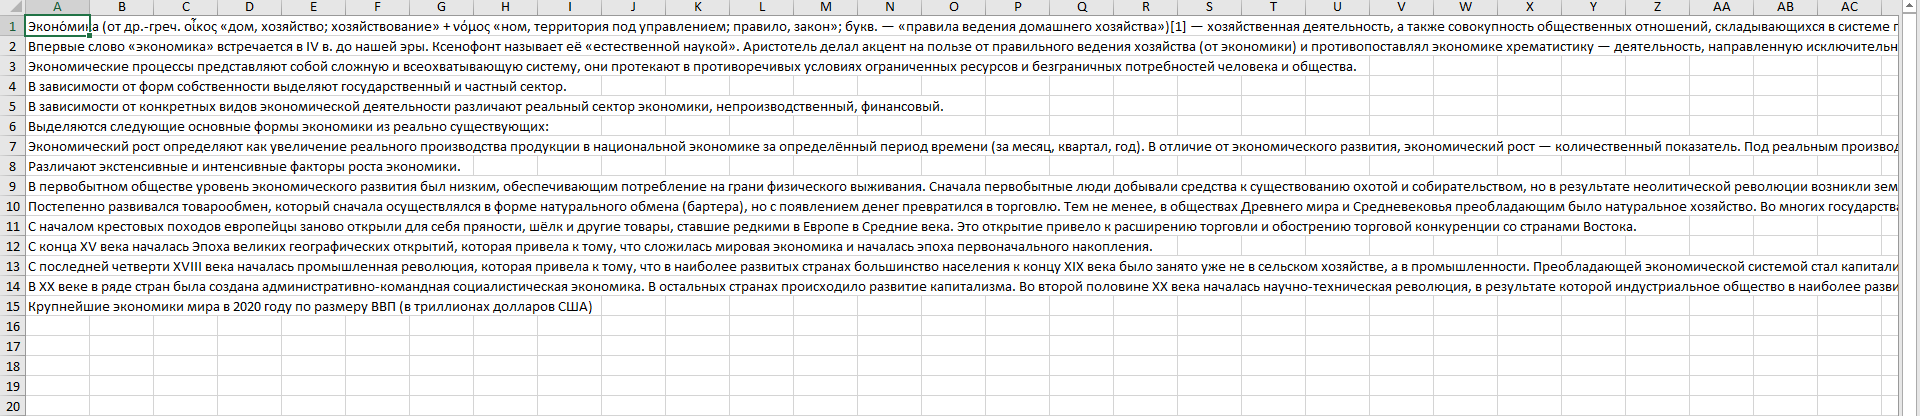 A B C D E F G H I J K L M N O P Q R S T U V W X Y Z AA AB AC
1 Эконо́мика (от др.-греч. οἶκος «дом, хозяйство; хозяйствование» + νόμος «ном, территория под управлением; правило, закон»; букв. — «правила ведения домашнего хозяйства»)[1] — хозяйственная деятельность, а также совокупность общественных отношений, складывающихся в системе
2 Впервые слово «экономика» встречается в IV в. до нашей эры. Ксенофонт называет её «естественной наукой». Аристотель делал акцент на пользе от правильного ведения хозяйства (от экономики) и противопоставлял экономике хрематистику — деятельность, направленную исключительн
3 Экономические процессы представляют собой сложную и всеохватывающую систему, они протекают в противоречивых условиях ограниченных ресурсов и безграничных потребностей человека и общества.
4 В зависимости от форм собственности выделяют государственный и частный сектор.
5 В зависимости от конкретных видов экономической деятельности различают реальный сектор экономики, непроизводственный, финансовый.
6 Выделяются следующие основные формы экономики из реально существующих:
7 Экономический рост определяют как увеличение реального производства продукции в национальной экономике за определённый период времени (за месяц, квартал, год). В отличие от экономического развития, экономический рост — количественный показатель. Под реальным производ
8 Различают экстенсивные и интенсивные факторы роста экономики.
9 В первобытном обществе уровень экономического развития был низким, обеспечивающим потребление на грани физического выживания. Сначала первобытные люди добывали средства к существованию охотой и собирательством, но в результате неолитической революции возникли зем
10 Постепенно развивался товарообмен, который сначала осуществлялся в форме натурального обмена (бартера), но с появлением денег превратился в торговлю. Тем не менее, в обществах Древнего мира и Средневековья преобладающим было натуральное хозяйство. Во многих государства
11 С началом крестовых походов европейцы заново открыли для себя пряности, шёлк и другие товары, ставшие редкими в Европе в Средние века. Это открытие привело к расширению торговли и обострению торговой конкуренции со странами Востока.
12 С конца XV века началась Эпоха великих географических открытий, которая привела к тому, что сложилась мировая экономика и началась эпоха первоначального накопления.
13 С последней четверти XVIII века началась промышленная революция, которая привела к тому, что в наиболее развитых странах большинство населения к концу XIX века было занято уже не в сельском хозяйстве, а в промышленности. Преобладающей экономической системой стал капитали
14 В XX веке в ряде стран была создана административно-командная социалистическая экономика. В остальных странах происходило развитие капитализма. Во второй половине XX века началась научно-техническая революция, в результате которой индустриальное общество в наиболее разви
15 Крупнейшие экономики мира в 2020 году по размеру ВВП (в триллионах долларов США)
16
17
18
19
20